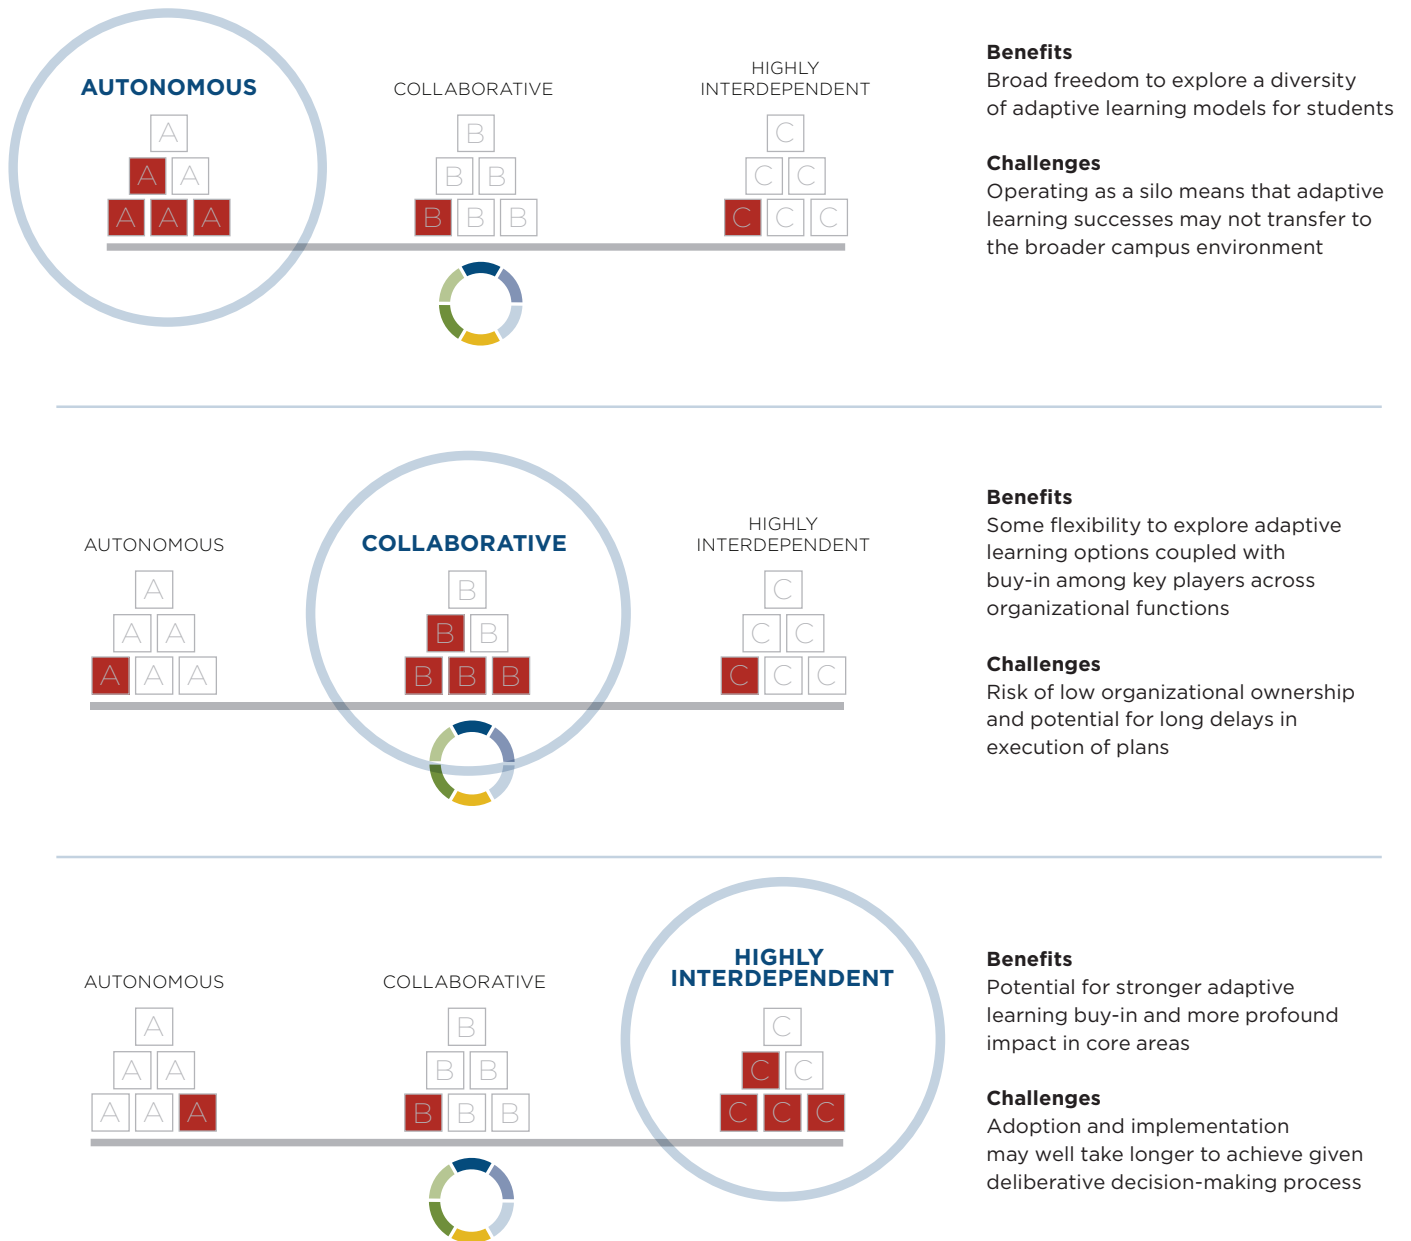 AUTONOMOUS
A
A A
A A A
COLLABORATIVE
B
B B
B B B
HIGHLY
INTERDEPENDENT
C
C C
C C C
Benefits
Broad freedom to explore a diversity
of adaptive learning models for students
Challenges
Operating as a silo means that adaptive
learning successes may not transfer to
the broader campus environment
AUTONOMOUS
A
A A
A A A
COLLABORATIVE
B
B B
B B B
HIGHLY
INTERDEPENDENT
C
C C
C C C
Benefits
Some flexibility to explore adaptive
learning options coupled with
buy-in among key players across
organizational functions
Challenges
Risk of low organizational ownership
and potential for long delays in
execution of plans
AUTONOMOUS
A
A A
A A A
COLLABORATIVE
B
B B
B B B
HIGHLY
INTERDEPENDENT
C
C C
C C C
Benefits
Potential for stronger adaptive
learning buy-in and more profound
impact in core areas
Challenges
Adoption and implementation
may well take longer to achieve given
deliberative decision-making process